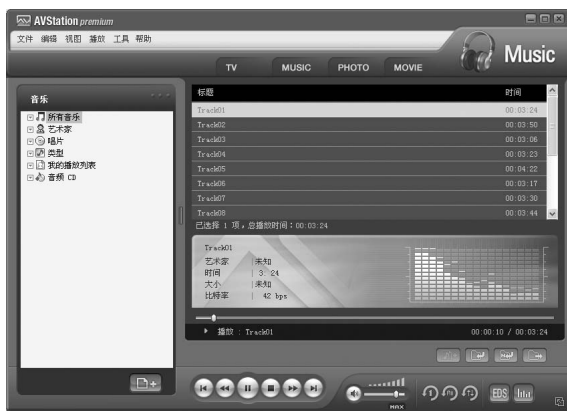 AVStation premium
文件 编辑 视图 播放 工具 帮助
Music
TV MUSIC PHOTO MOVIE
音乐
所有音乐
艺术家
唱片
类型
我的播放列表
音频 CD
标题 时间
Track01 00:03:24
Track02 00:03:50
Track03 00:03:06
Track04 00:03:23
Track05 00:04:22
Track06 00:03:17
Track07 00:03:30
Track08 00:03:44
已选择 1 项,总播放时间:00:03:24
Track01
艺术家 |未知
时间 | 3: 24
大小 |未知
比特率 | 42 bps
播放 : Track01 00:00:10 / 00:03:24
MAX
EDS